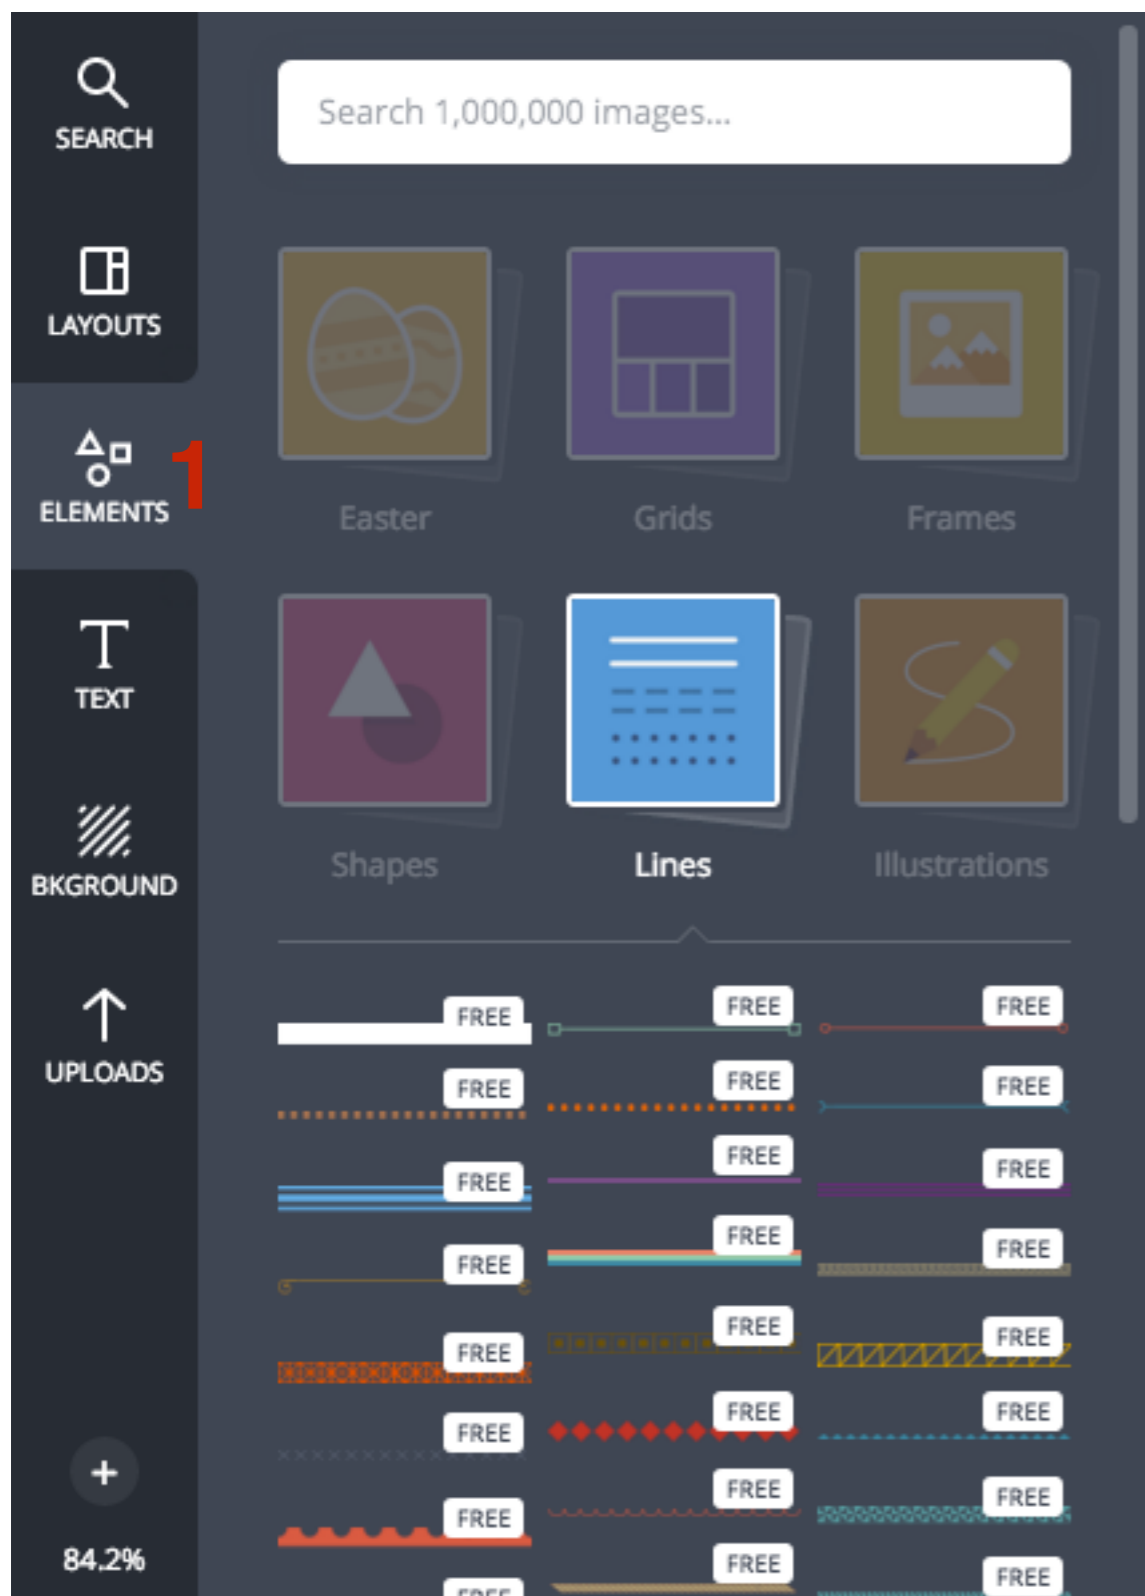 SEARCH
LAYOUTS
ELEMENTS 1
TEXT
BKGROUND
UPLOADS
+
84.2%
Search 1,000,000 images...
Easter Grids Frames
Shapes Lines Illustrations
FREE FREE FREE
FREE FREE FREE
FREE FREE FREE
FREE FREE FREE
FREE FREE FREE
FREE FREE FREE
FREE FREE FREE
FREE FREE FREE